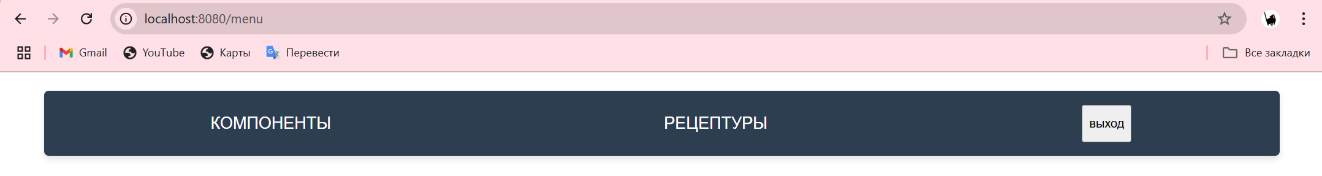 localhost:8080/menu
Gmail YouTube Карты Перевести Все закладки
КОМПОНЕНТЫ РЕЦЕПТУРЫ выход